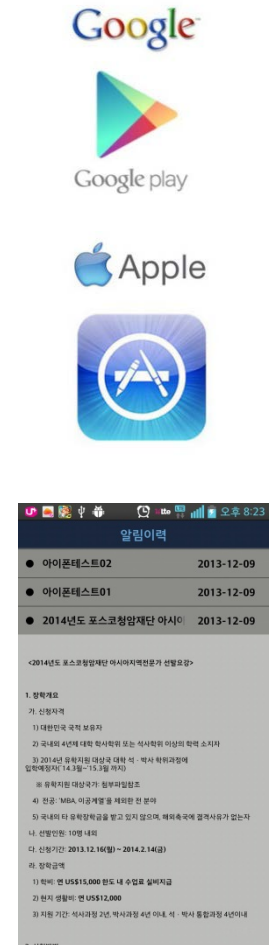 Google
Google play
Apple
오후 8:23
알림이력
● 아이폰테스트02 2013-12-09
● 아이폰테스트01 2013-12-09
● 2014년도 포스코청암재단 아시아 2013-12-09
<2014년도 포스코청암재단 아시아지역전문가 선발요강>
1. 장학개요
가. 신청자격
1) 대한민국 국적 보유자
2) 국내외 4년제 대학 학사학위 또는 석사학위 이상의 학력 소지자
3) 2014년 유학지원 대상국 대학 석ㆍ박사 학위과정에
입학예정자(`14.3월~`15.3월 까지)
※ 유학지원 대상국가: 첨부파일참조
4) 전공: 'MBA, 이공계열'을 제외한 전 분야
5) 국내외 타 유학장학금을 받고 있지 않으며, 해외출국에 결격사유가 없는자
나. 선발인원: 10명 내외
다. 신청기간: 2013.12.16(월) ~ 2014.2.14(금)
라. 장학금액
1) 학비: 연 US$15,000 한도 내 수업료 실비지급
2) 현지 생활비: 연 US$12,000
3) 지원 기간: 석사과정 2년, 박사과정 4년 이내, 석ㆍ박사 통합과정 4년이내